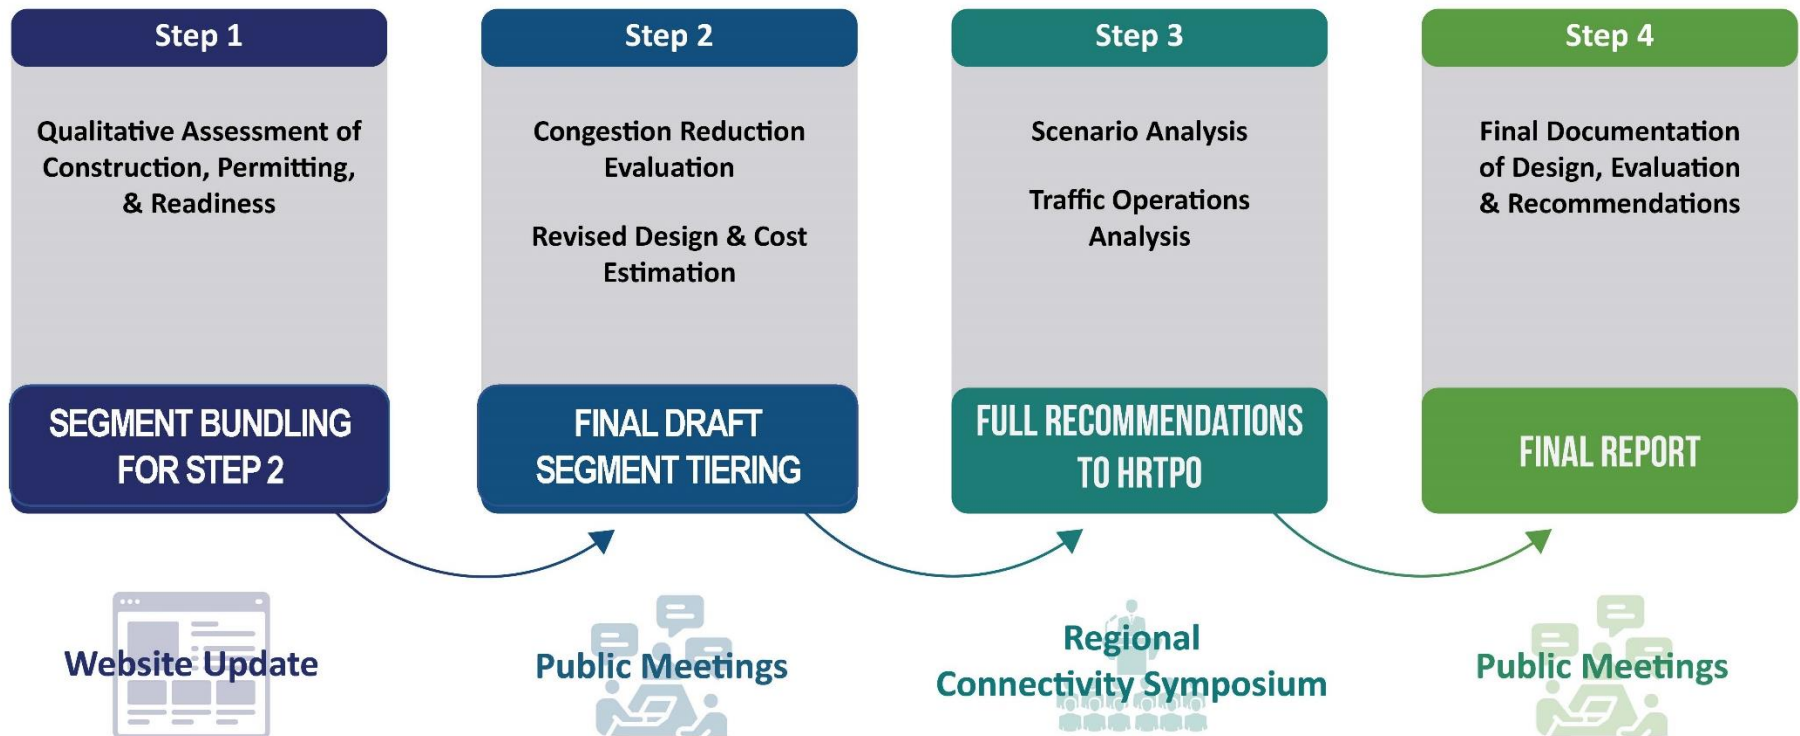 Step 1
Qualitative Assessment of
Construction, Permitting,
& Readiness
SEGMENT BUNDLING
FOR STEP 2
Website Update
Step 2
Congestion Reduction
Evaluation
Revised Design & Cost
Estimation
FINAL DRAFT
SEGMENT TIERING
Public Meetings
Step 3
Scenario Analysis
Traffic Operations
Analysis
FULL RECOMMENDATIONS
TO HRTPO
Regional
Connectivity Symposium
Step 4
Final Documentation
of Design, Evaluation
& Recommendations
FINAL REPORT
Public Meetings